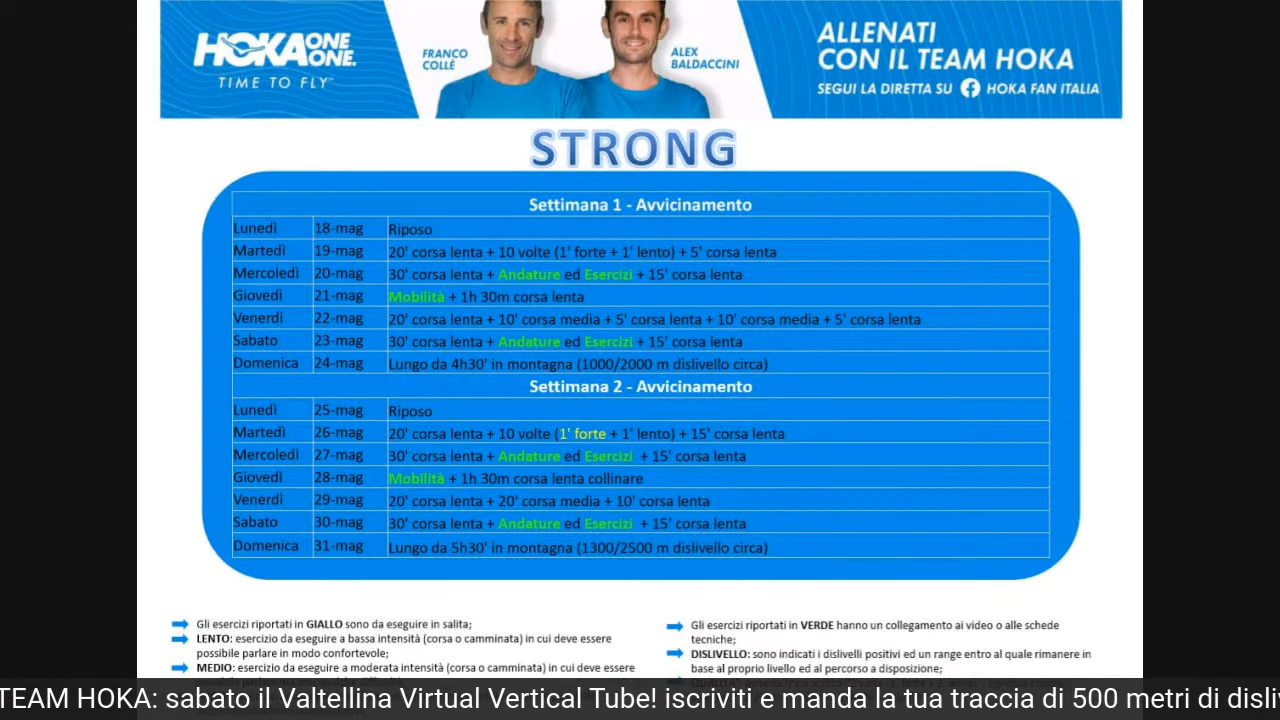 HOKA ONE ONE.
TIME TO FLY™
FRANCO
COLLÉ
ALEX
BALDACCINI
ALLENATI
CON IL TEAM HOKA
SEGUI LA DIRETTA SU HOKA FAN ITALIA
STRONG
Settimana 1 - Avvicinamento
Lunedì 18-mag Riposo
Martedì 19-mag 20' corsa lenta + 10 volte (1' forte + 1' lento) + 5' corsa lenta
Mercoledì 20-mag 30' corsa lenta + Andature ed Esercizi + 15' corsa lenta
Giovedì 21-mag Mobilità + 1h 30m corsa lenta
Venerdì 22-mag 20' corsa lenta + 10' corsa media + 5' corsa lenta + 10' corsa media + 5' corsa lenta
Sabato 23-mag 30' corsa lenta + Andature ed Esercizi + 15' corsa lenta
Domenica 24-mag Lungo da 4h30' in montagna (1000/2000 m dislivello circa)
Settimana 2 - Avvicinamento
Lunedì 25-mag Riposo
Martedì 26-mag 20' corsa lenta + 10 volte (1' forte + 1' lento) + 15' corsa lenta
Mercoledì 27-mag 30' corsa lenta + Andature ed Esercizi + 15' corsa lenta
Giovedì 28-mag Mobilità + 1h 30m corsa lenta collinare
Venerdì 29-mag 20' corsa lenta + 20' corsa media + 10' corsa lenta
Sabato 30-mag 30' corsa lenta + Andature ed Esercizi + 15' corsa lenta
Domenica 31-mag Lungo da 5h30' in montagna (1300/2500 m dislivello circa)
Gli esercizi riportati in GIALLO sono da eseguire in salita;
LENTO: esercizio da eseguire a bassa intensità (corsa o camminata) in cui deve essere
possibile parlare in modo confortevole;
MEDIO: esercizio da eseguire a moderata intensità (corsa o camminata) in cui deve essere
Gli esercizi riportati in VERDE hanno un collegamento ai video o alle schede
tecniche;
DISLIVELLO: sono indicati i dislivelli positivi ed un range entro al quale rimanere in
base al proprio livello ed al percorso a disposizione;
TEAM HOKA: sabato il Valtellina Virtual Vertical Tube! iscriviti e manda la tua traccia di 500 metri di disli